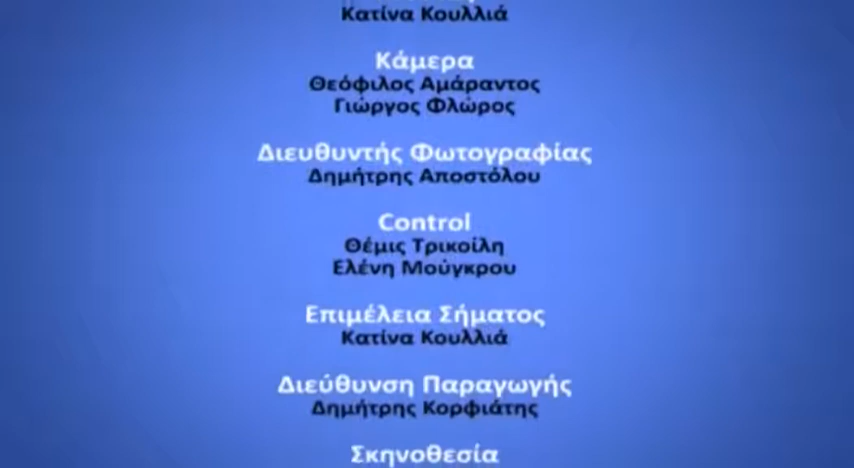 Κατίνα Κουλλιά
Κάμερα
Θεόφιλος Αμάραντος
Γιώργος Φλώρος
Διευθυντής Φωτογραφίας
Δημήτρης Αποστόλου
Control
Θέμις Τρικοίλη
Ελένη Μούγκρου
Επιμέλεια Σήματος
Κατίνα Κουλλιά
Διεύθυνση Παραγωγής
Δημήτρης Κορφιάτης
Σκηνοθεσία